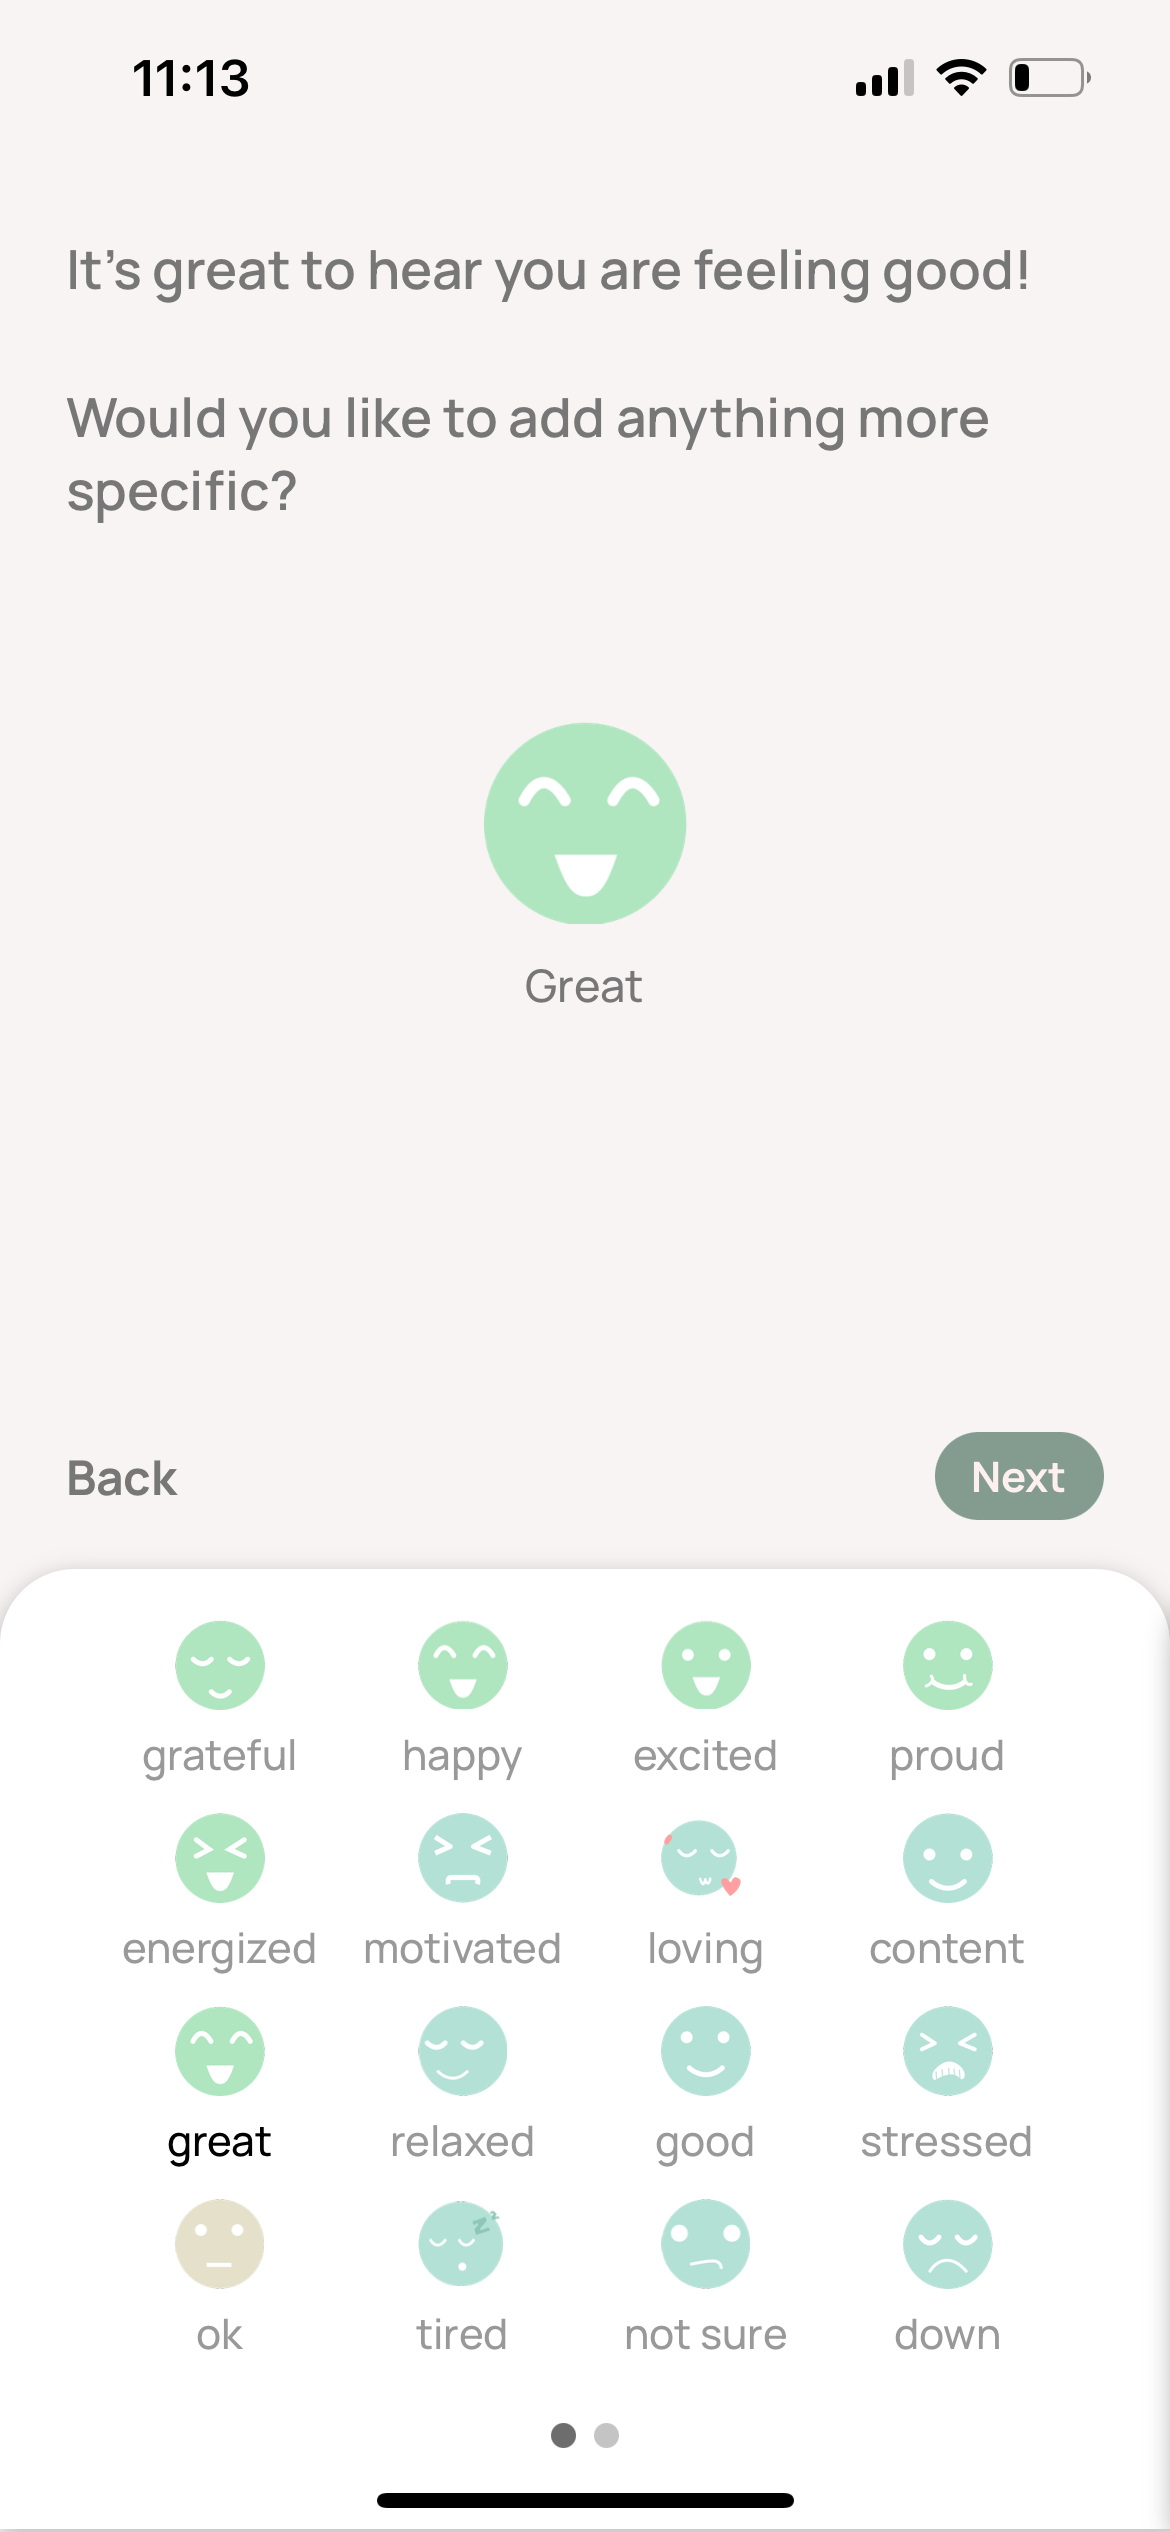 11:13
It's great to hear you are feeling good!
Would you like to add anything more
specific?
Great
Back
Next
grateful
happy
excited
proud
energized
motivated
loving
content
great
relaxed
good
stressed
z z
ok
tired
not sure
down